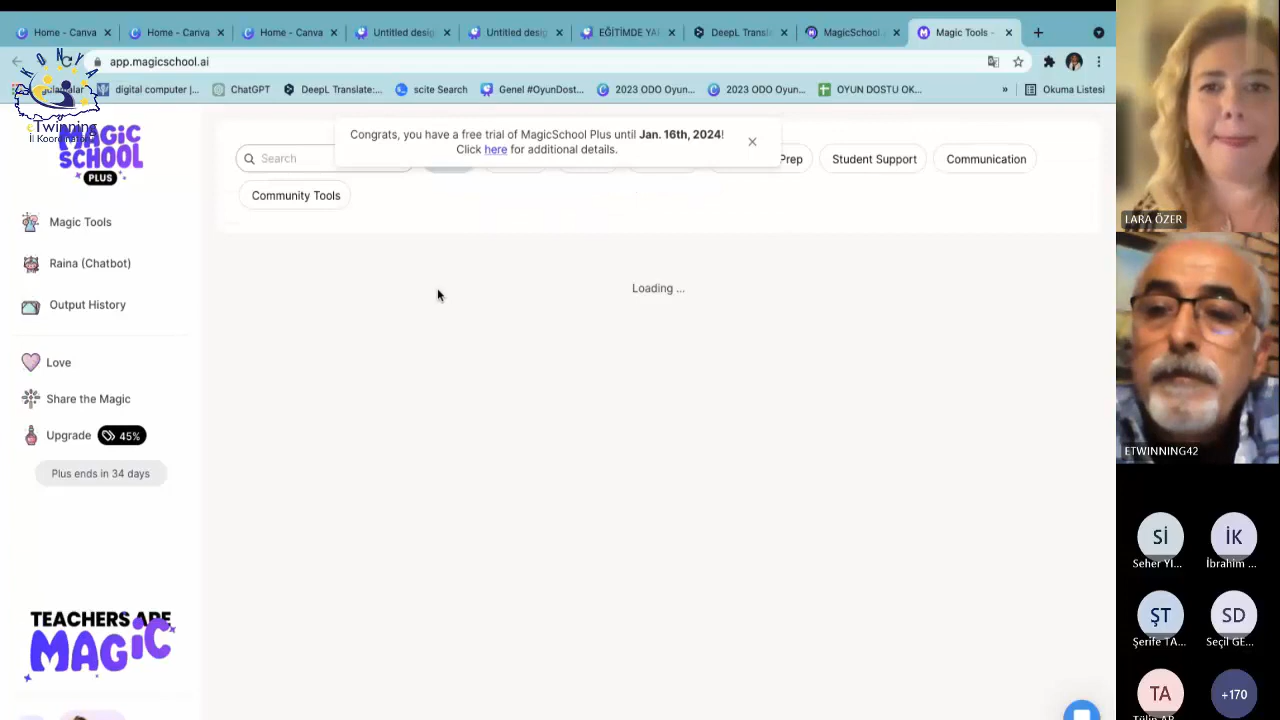 Home - Canva
Home - Canva
Home - Canva
Untitled desig
Untitled desig
EĞİTİMDE YA
DeepL Transl
MagicSchool.
Magic Tools -
app.magicschool.ai
digital computer |...
ChatGPT
DeepL Translate:...
scite Search
Genel #OyunDost...
2023 ODO Oyun...
2023 ODO Oyun...
OYUN DOSTU OK...
»
Okuma Listesi
eTwinning
İl Koordinatörü
MAGIC
SCHOOL
PLUS
Magic Tools
Raina (Chatbot)
Output History
Love
Share the Magic
Upgrade 45%
Plus ends in 34 days
TEACHERS ARE
MAGIC
Congrats, you have a free trial of MagicSchool Plus until Jan. 16th, 2024!
Click here for additional details.
Search
Prep
Student Support
Communication
Community Tools
Loading ...
LARA ÖZER
ETWINNING42
Sİ
Seher YI...
İK
İbrahim ...
ŞT
Şerife TA...
SD
Seçil GE...
TA
+170